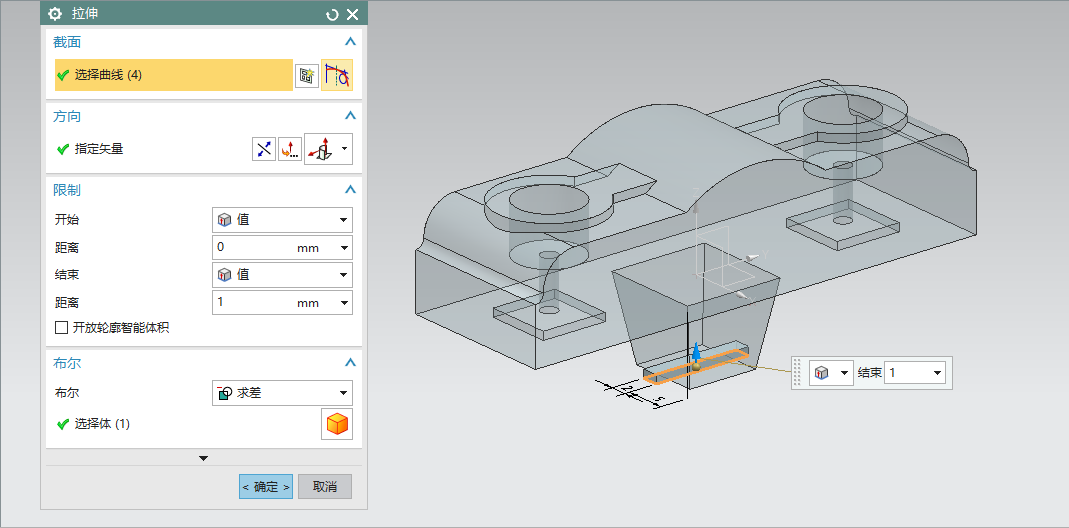 拉伸
截面
选择曲线 (4)
方向
指定矢量
限制
开始 值
距离 0 mm
结束 值
距离 1 mm
开放轮廓智能体积
布尔
布尔 求差
选择体 (1)
< 确定 > 取消
结束 1